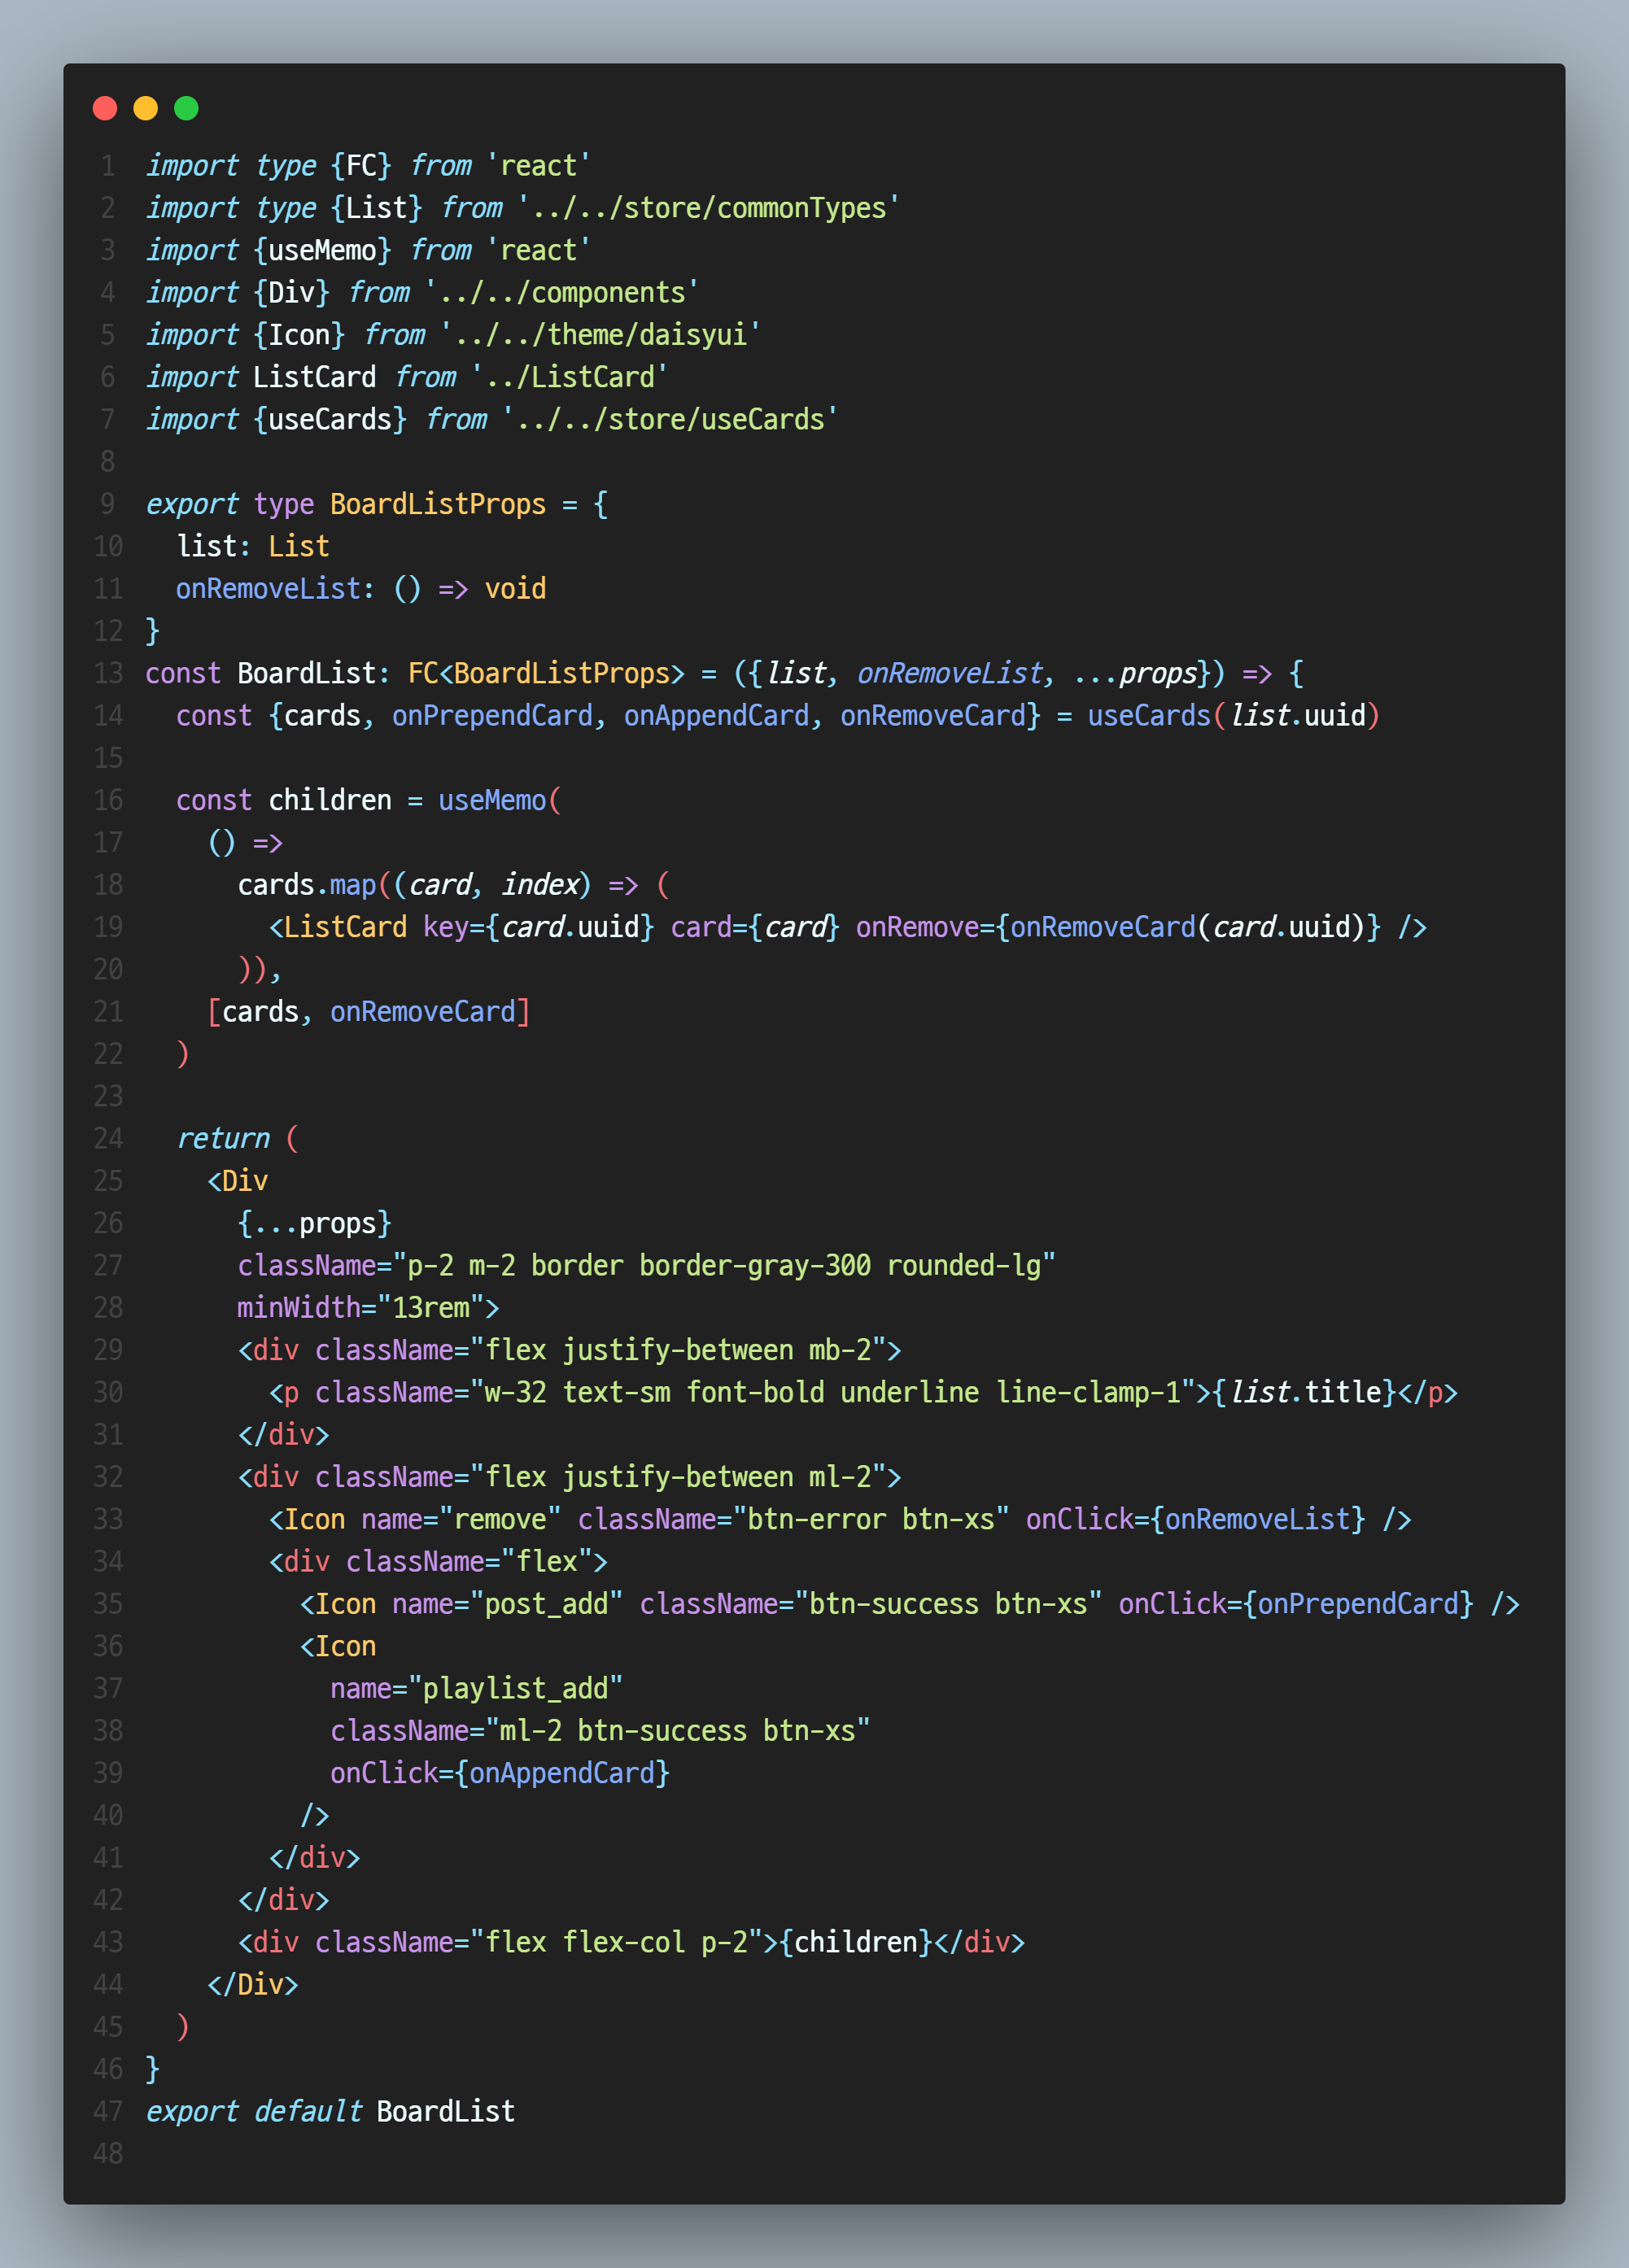 1 import type {FC} from 'react'
2 import type {List} from '../../store/commonTypes'
3 import {useMemo} from 'react'
4 import {Div} from '../../components'
5 import {Icon} from '../../theme/daisyui'
6 import ListCard from '../ListCard'
7 import {useCards} from '../../store/useCards'
8
9 export type BoardListProps = {
10   list: List
11   onRemoveList: () => void
12 }
13 const BoardList: FC<BoardListProps> = ({list, onRemoveList, ...props}) => {
14   const {cards, onPrependCard, onAppendCard, onRemoveCard} = useCards(list.uuid)
15
16   const children = useMemo(
17     () =>
18       cards.map((card, index) => (
19         <ListCard key={card.uuid} card={card} onRemove={onRemoveCard(card.uuid)} />
20       )),
21     [cards, onRemoveCard]
22   )
23
24   return (
25     <Div
26       {...props}
27       className="p-2 m-2 border border-gray-300 rounded-lg"
28       minWidth="13rem">
29       <div className="flex justify-between mb-2">
30         <p className="w-32 text-sm font-bold underline line-clamp-1">{list.title}</p>
31       </div>
32       <div className="flex justify-between ml-2">
33         <Icon name="remove" className="btn-error btn-xs" onClick={onRemoveList} />
34         <div className="flex">
35           <Icon name="post_add" className="btn-success btn-xs" onClick={onPrependCard} />
36           <Icon
37             name="playlist_add"
38             className="ml-2 btn-success btn-xs"
39             onClick={onAppendCard}
40           />
41         </div>
42       </div>
43       <div className="flex flex-col p-2">{children}</div>
44     </Div>
45   )
46 }
47 export default BoardList
48